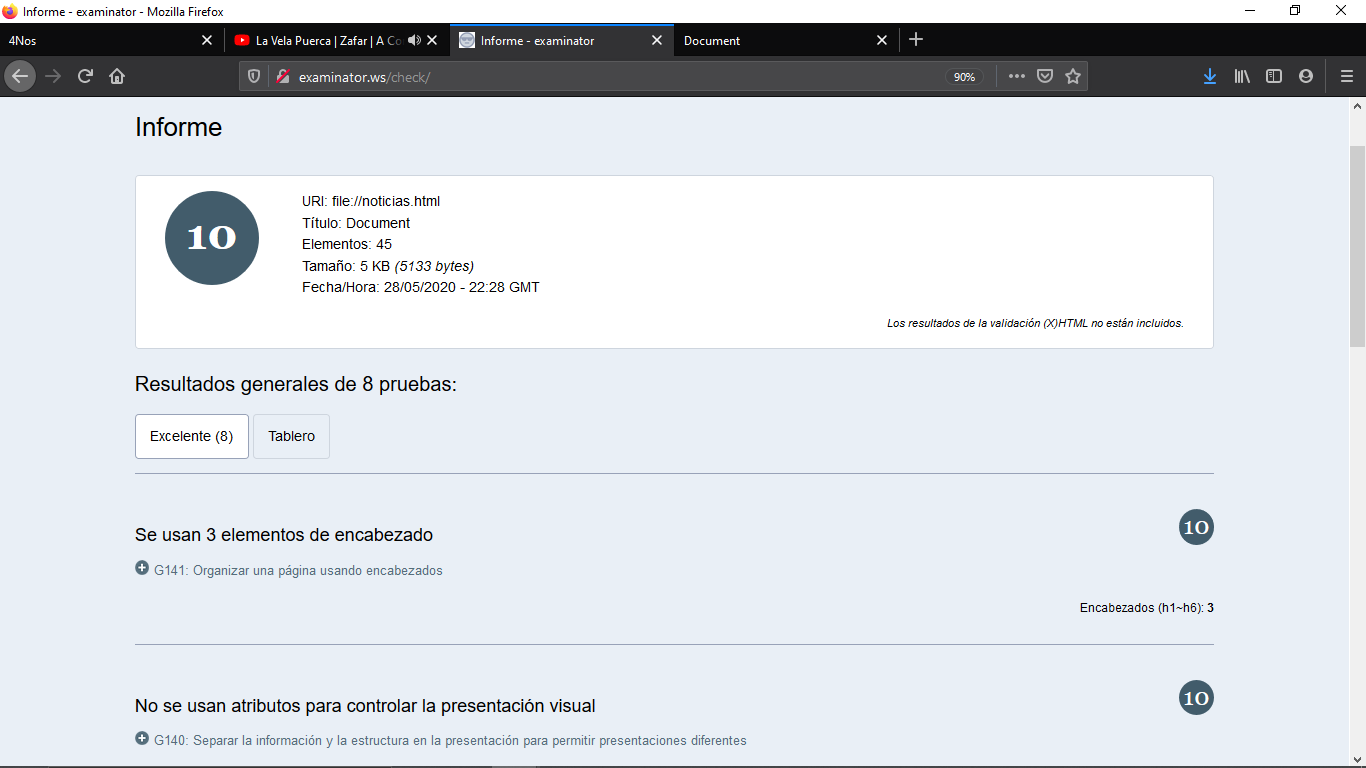 Informe - examinator - Mozilla Firefox
4Nos
La Vela Puerca | Zafar | A Co
Informe - examinator
Document
examinator.ws/check/
90%
Informe
10
URI: file://noticias.html
Título: Document
Elementos: 45
Tamaño: 5 KB (5133 bytes)
Fecha/Hora: 28/05/2020 - 22:28 GMT
Los resultados de la validación (X)HTML no están incluidos.
Resultados generales de 8 pruebas:
Excelente (8)
Tablero
Se usan 3 elementos de encabezado
10
G141: Organizar una página usando encabezados
Encabezados (h1~h6): 3
No se usan atributos para controlar la presentación visual
10
G140: Separar la información y la estructura en la presentación para permitir presentaciones diferentes